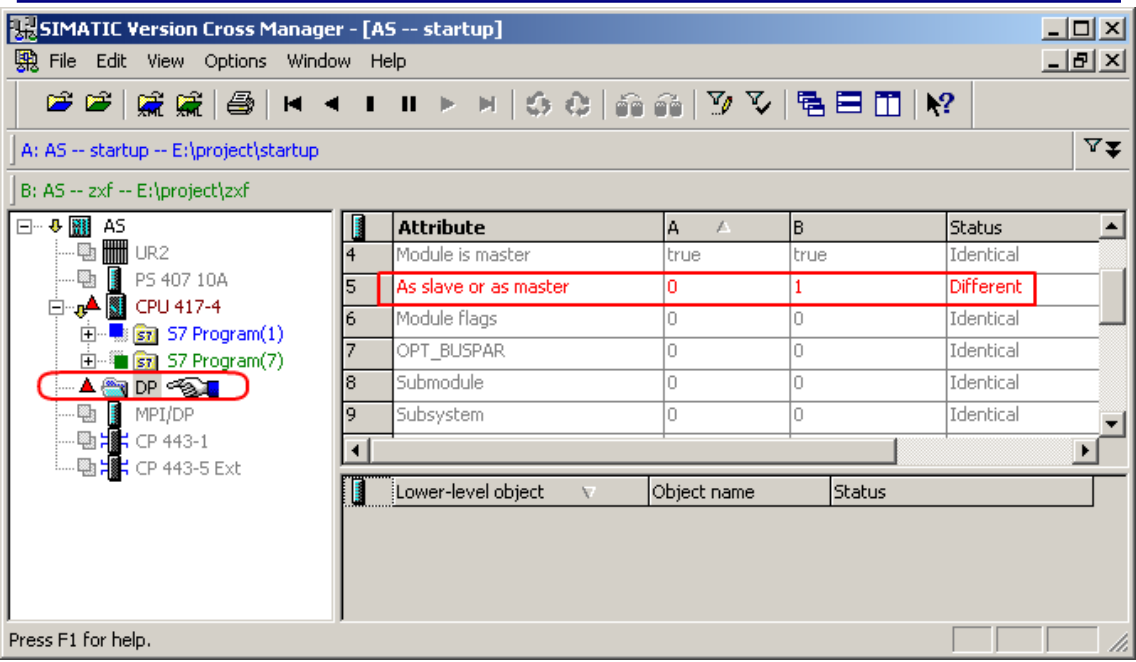 SIMATIC Version Cross Manager - [AS -- startup]
File Edit View Options Window Help
XML XML
A: AS -- startup -- E:\project\startup
B: AS -- zxf -- E:\project\zxf
AS
UR2
PS 407 10A
CPU 417-4
S7 S7 Program(1)
S7 S7 Program(7)
DP
MPI/DP
CP 443-1
CP 443-5 Ext
Attribute A B Status
4 Module is master true true Identical
5 As slave or as master 0 1 Different
6 Module flags 0 0 Identical
7 OPT_BUSPAR 0 0 Identical
8 Submodule 0 0 Identical
9 Subsystem 0 0 Identical
Lower-level object Object name Status
Press F1 for help.